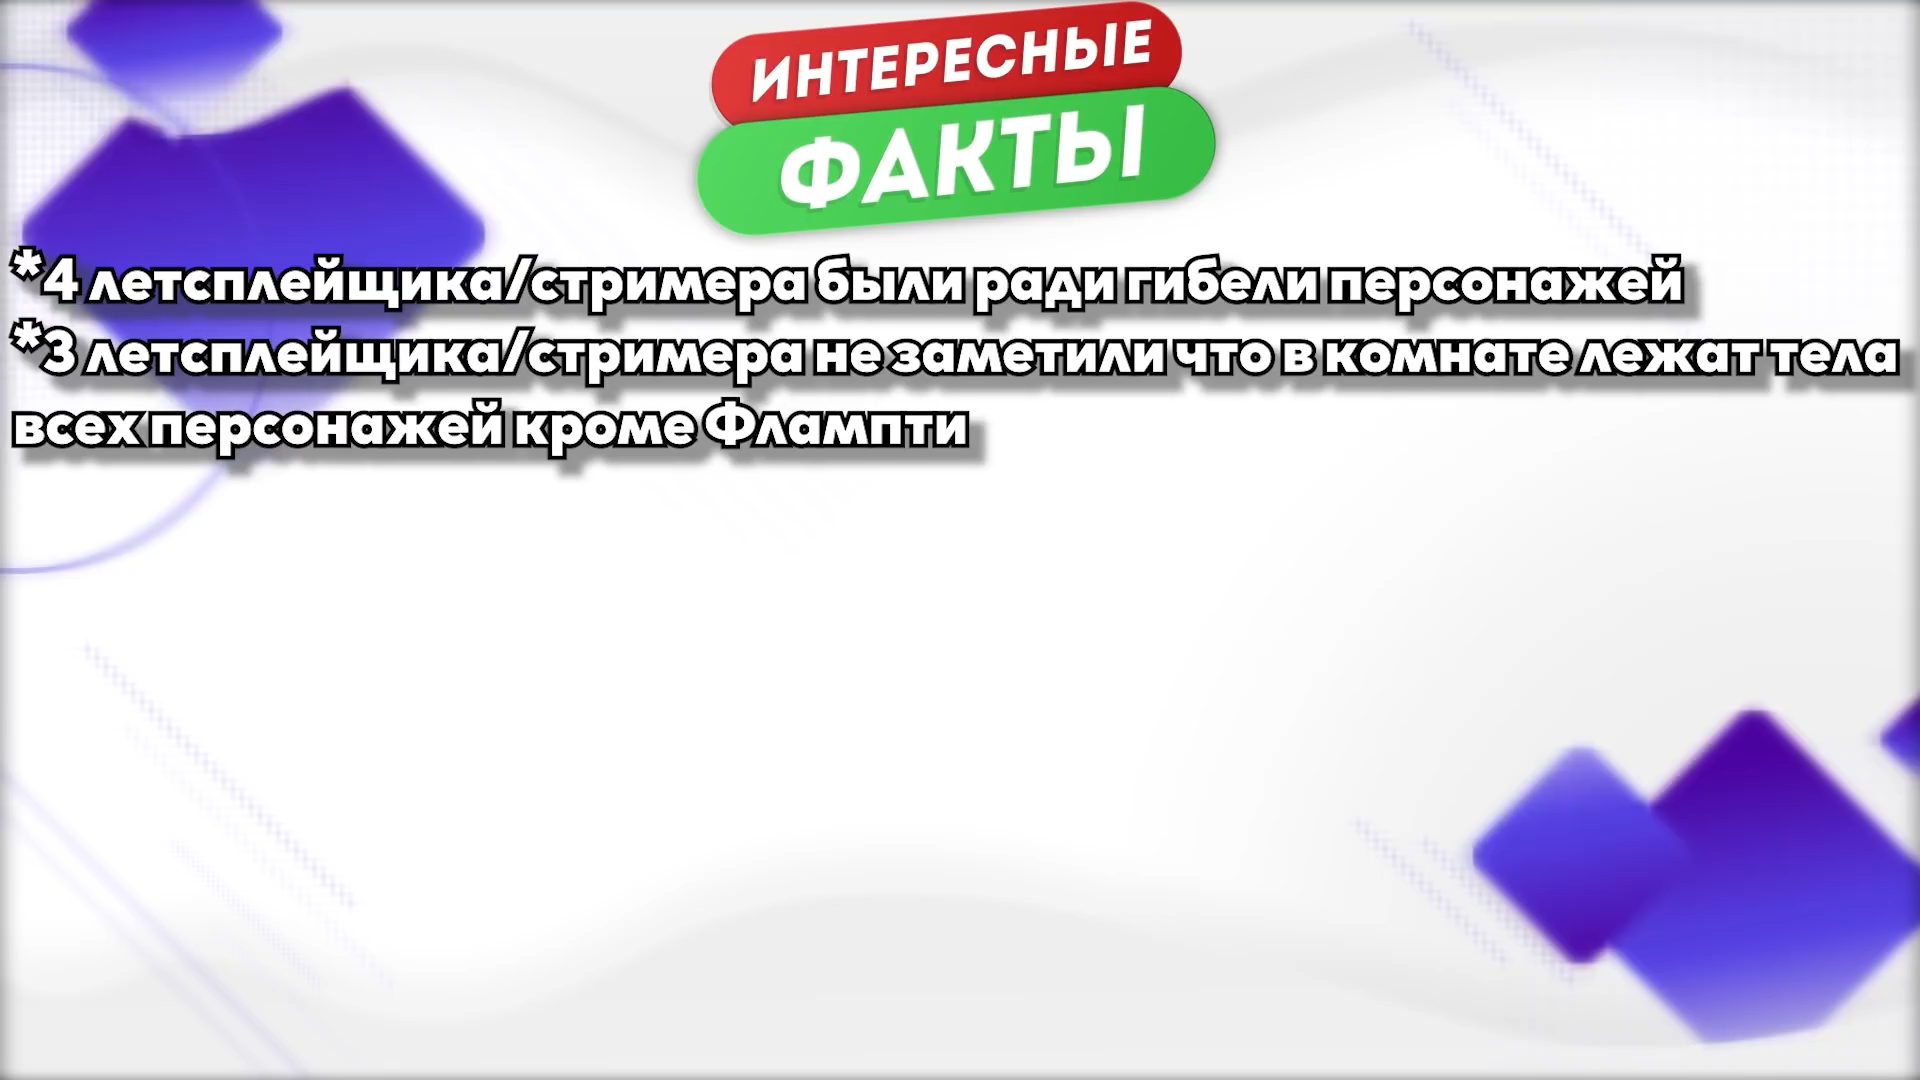 ИНТЕРЕСНЫЕ
ФАКТЫ
*4 летсплейщика/стримера были ради гибели персонажей
*3 летсплейщика/стримера не заметили что в комнате лежат тела
всех персонажей кроме Флампти